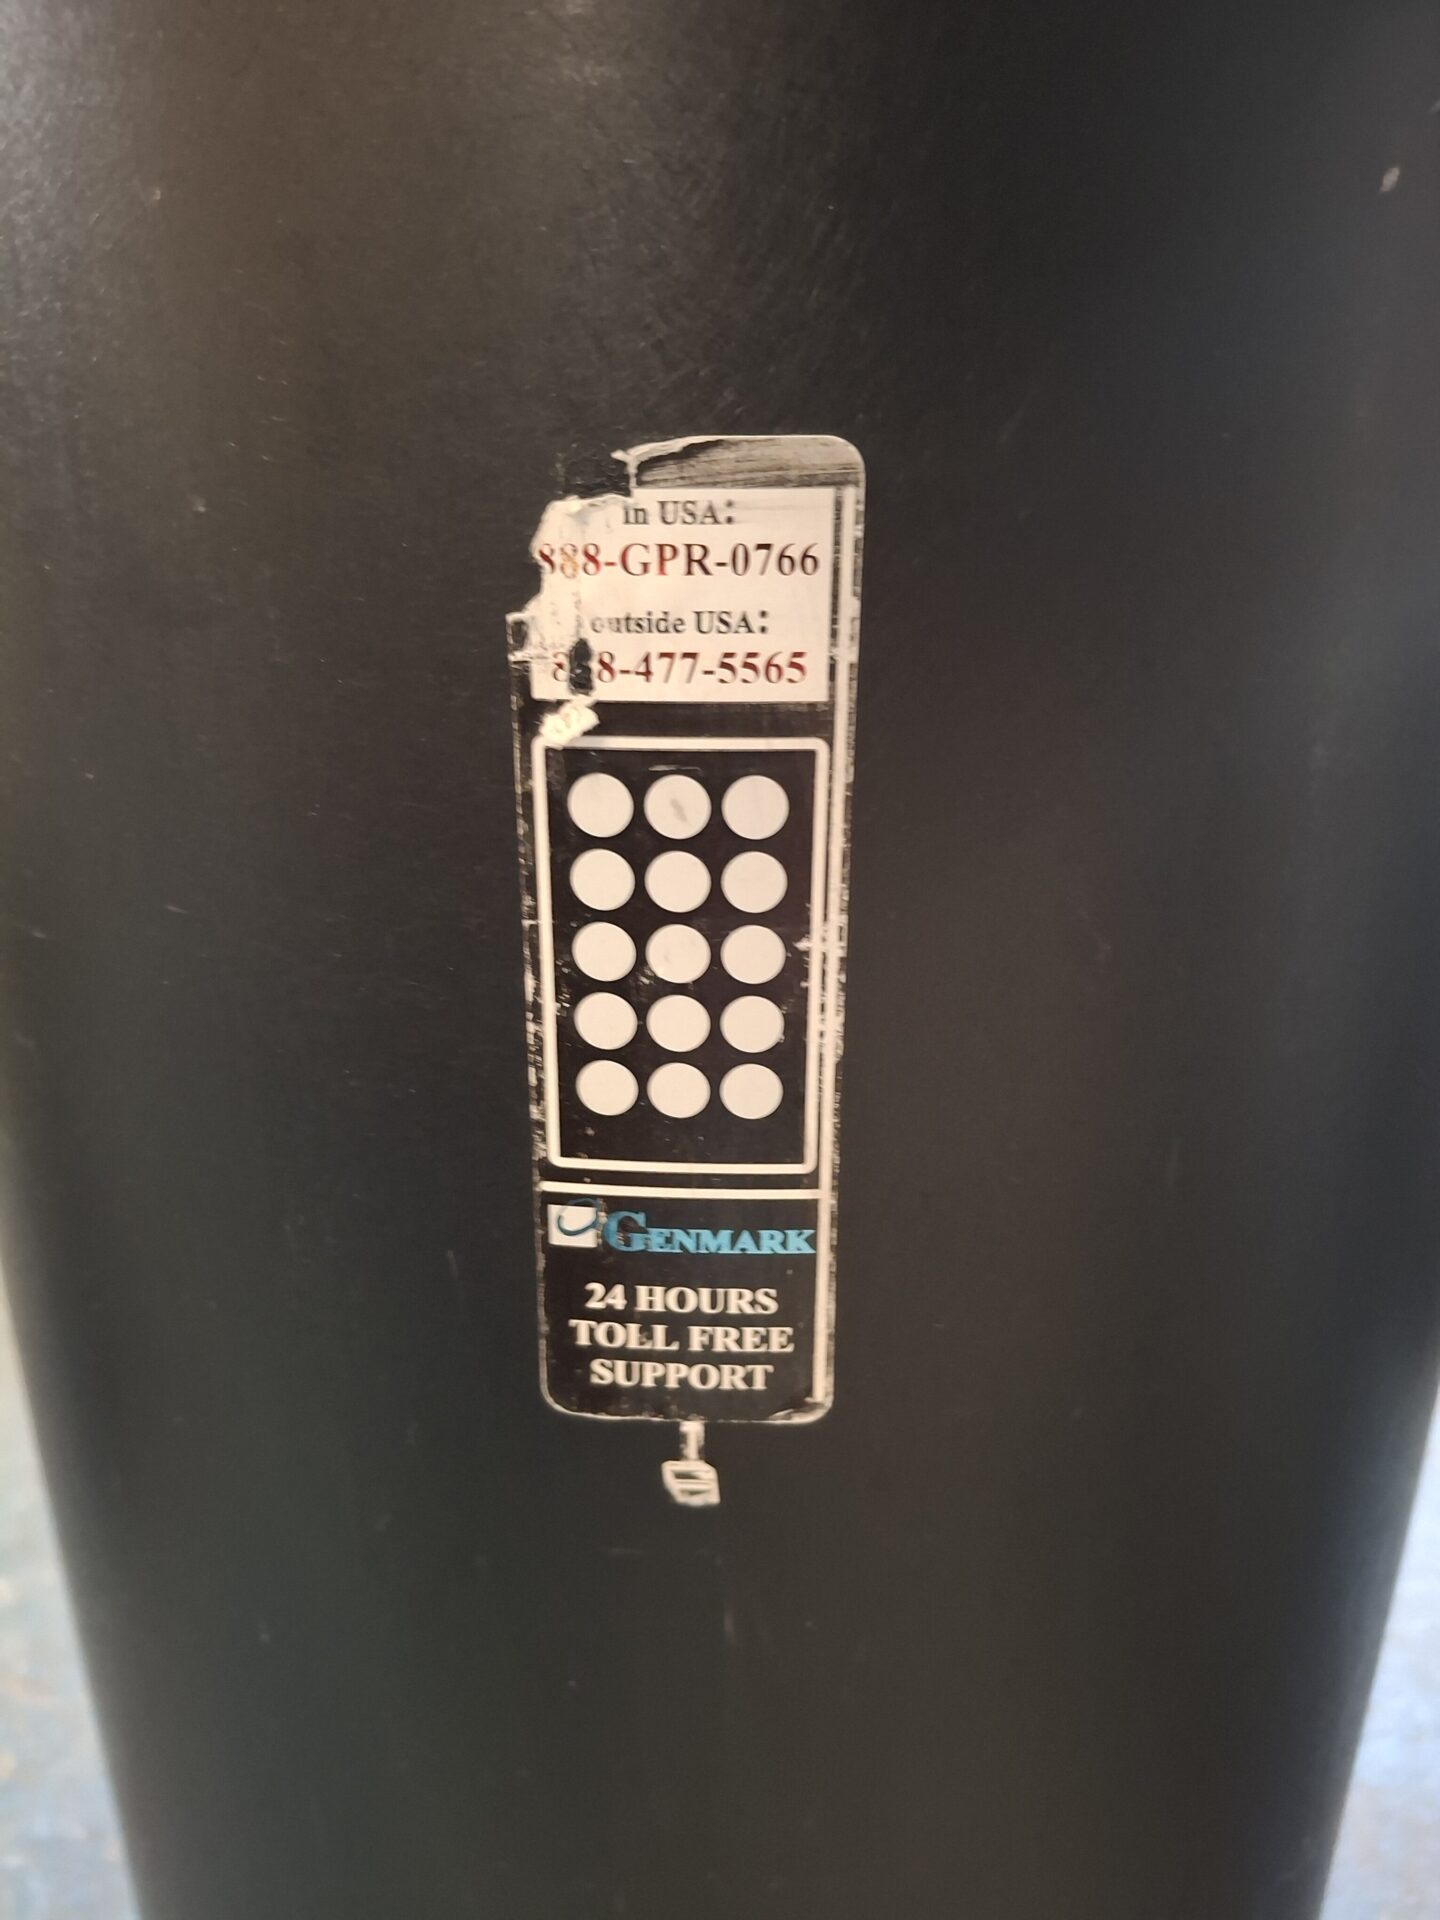 in USA:
888-GPR-0766
outside USA:
-477-5565
GENMARK
24 HOURS
TOLL FREE
SUPPORT